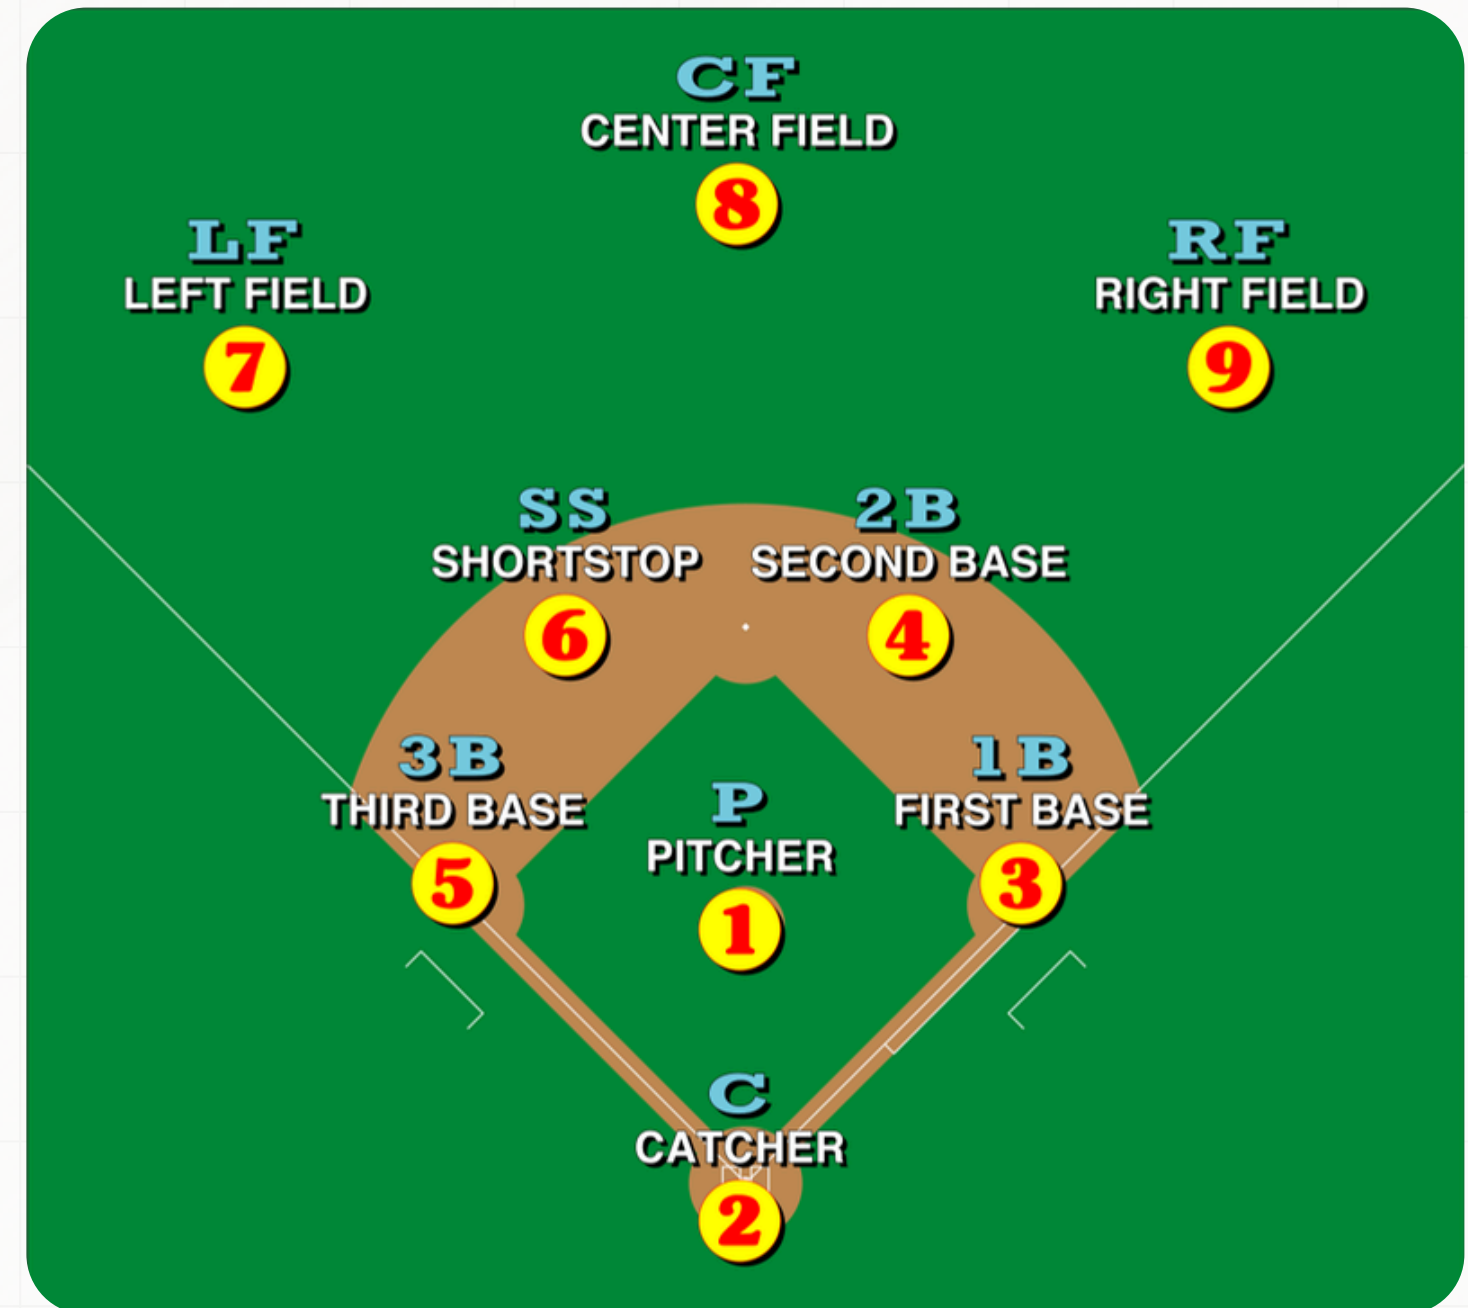 CF
CENTER FIELD
8
LF
LEFT FIELD
7
RF
RIGHT FIELD
9
SS
SHORTSTOP
6
2B
SECOND BASE
4
3B
THIRD BASE
5
P
PITCHER
1
1B
FIRST BASE
3
C
CATCHER
2